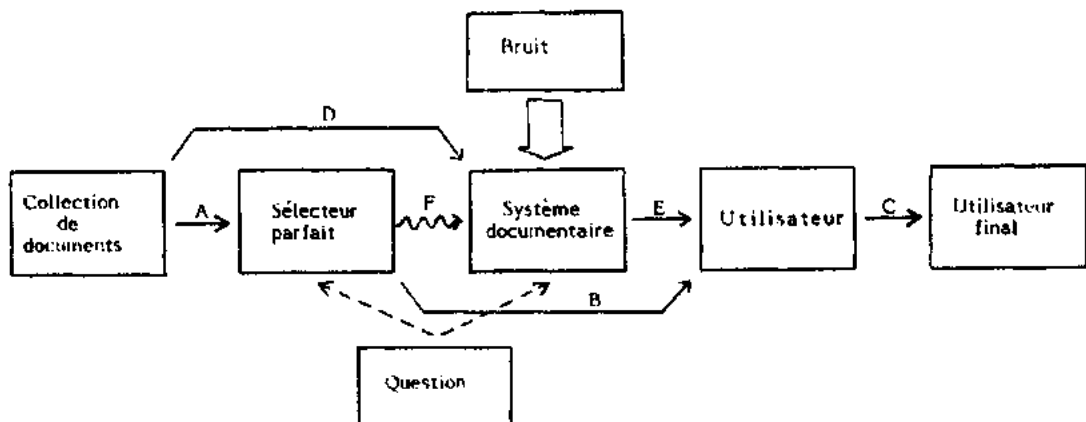 Bruit
D
Collection
de
documents
A
Sélecteur
parfait
F
Système
documentaire
E
Utilisateur
C
Utilisateur
final
B
Question